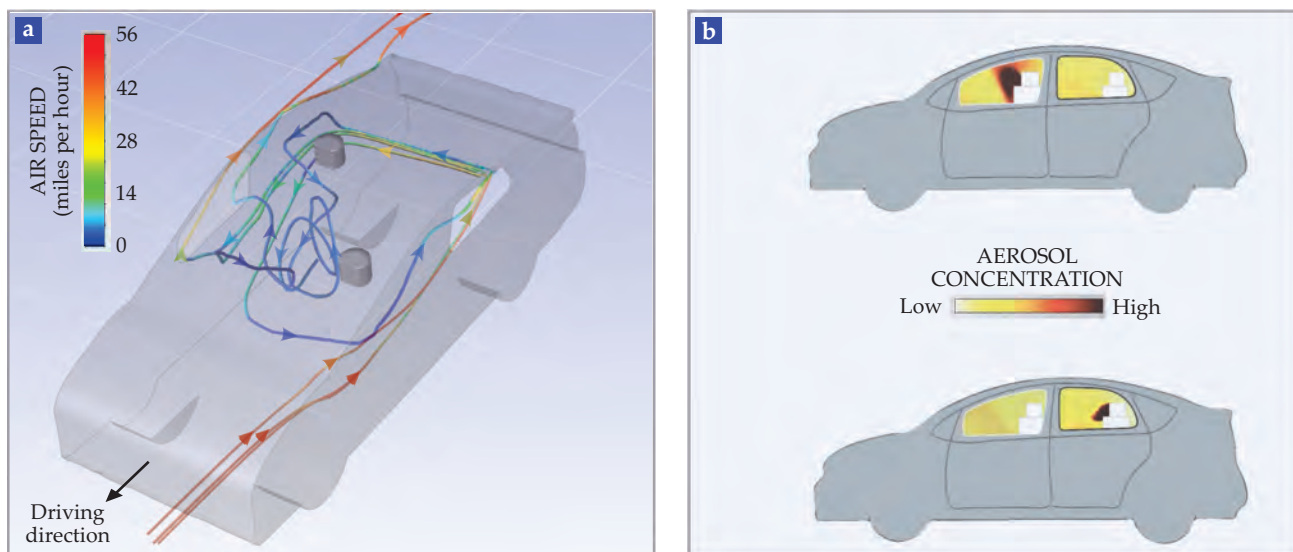 a
AIR SPEED
(miles per hour)
56
42
28
14
0
Driving
direction
b
AEROSOL
CONCENTRATION
Low
High